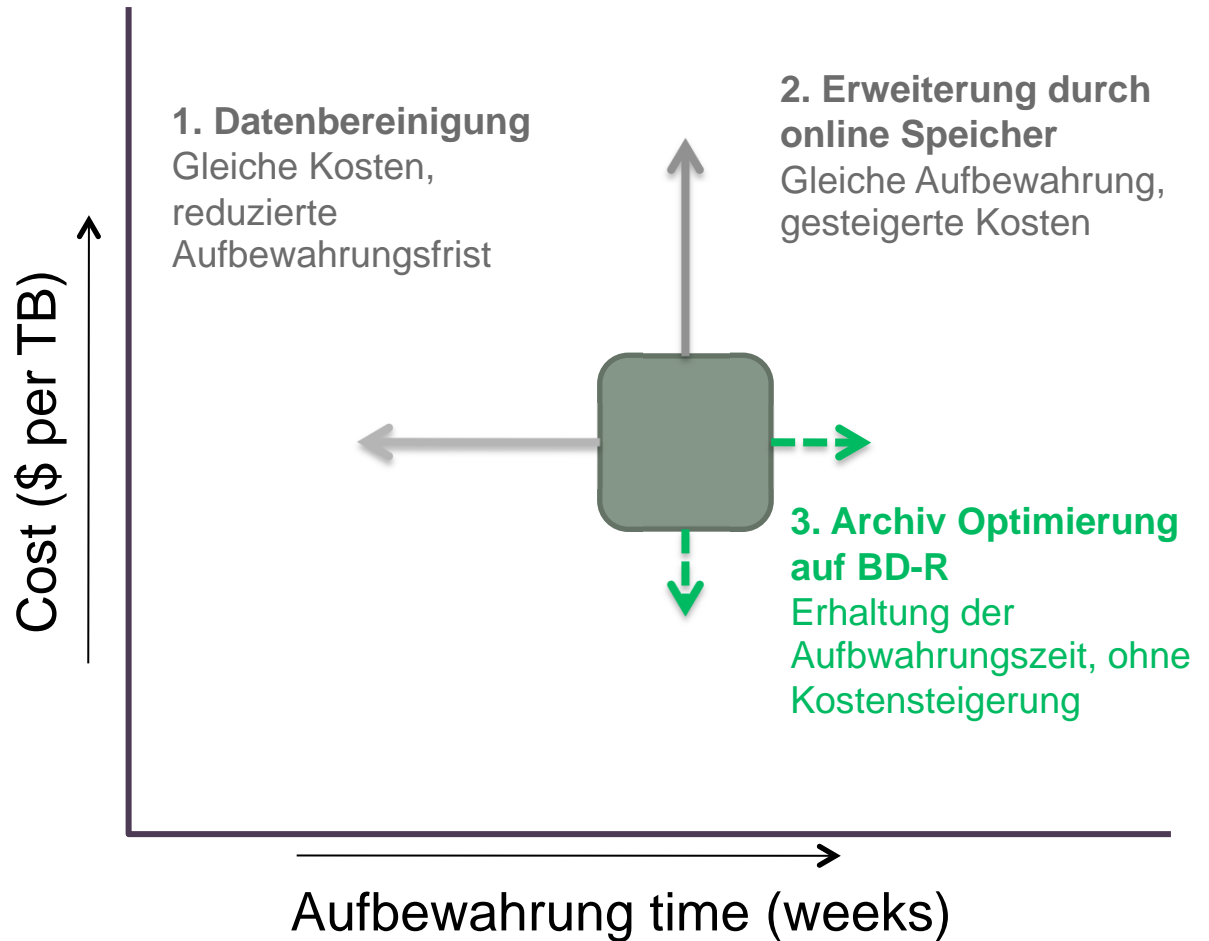 1. Datenbereinigung
Gleiche Kosten,
reduzierte
Aufbewahrungsfrist
2. Erweiterung durch
online Speicher
Gleiche Aufbewahrung,
gesteigerte Kosten
3. Archiv Optimierung
auf BD-R
Erhaltung der
Aufbwahrungszeit, ohne
Kostensteigerung
Cost ($ per TB)
Aufbewahrung time (weeks)